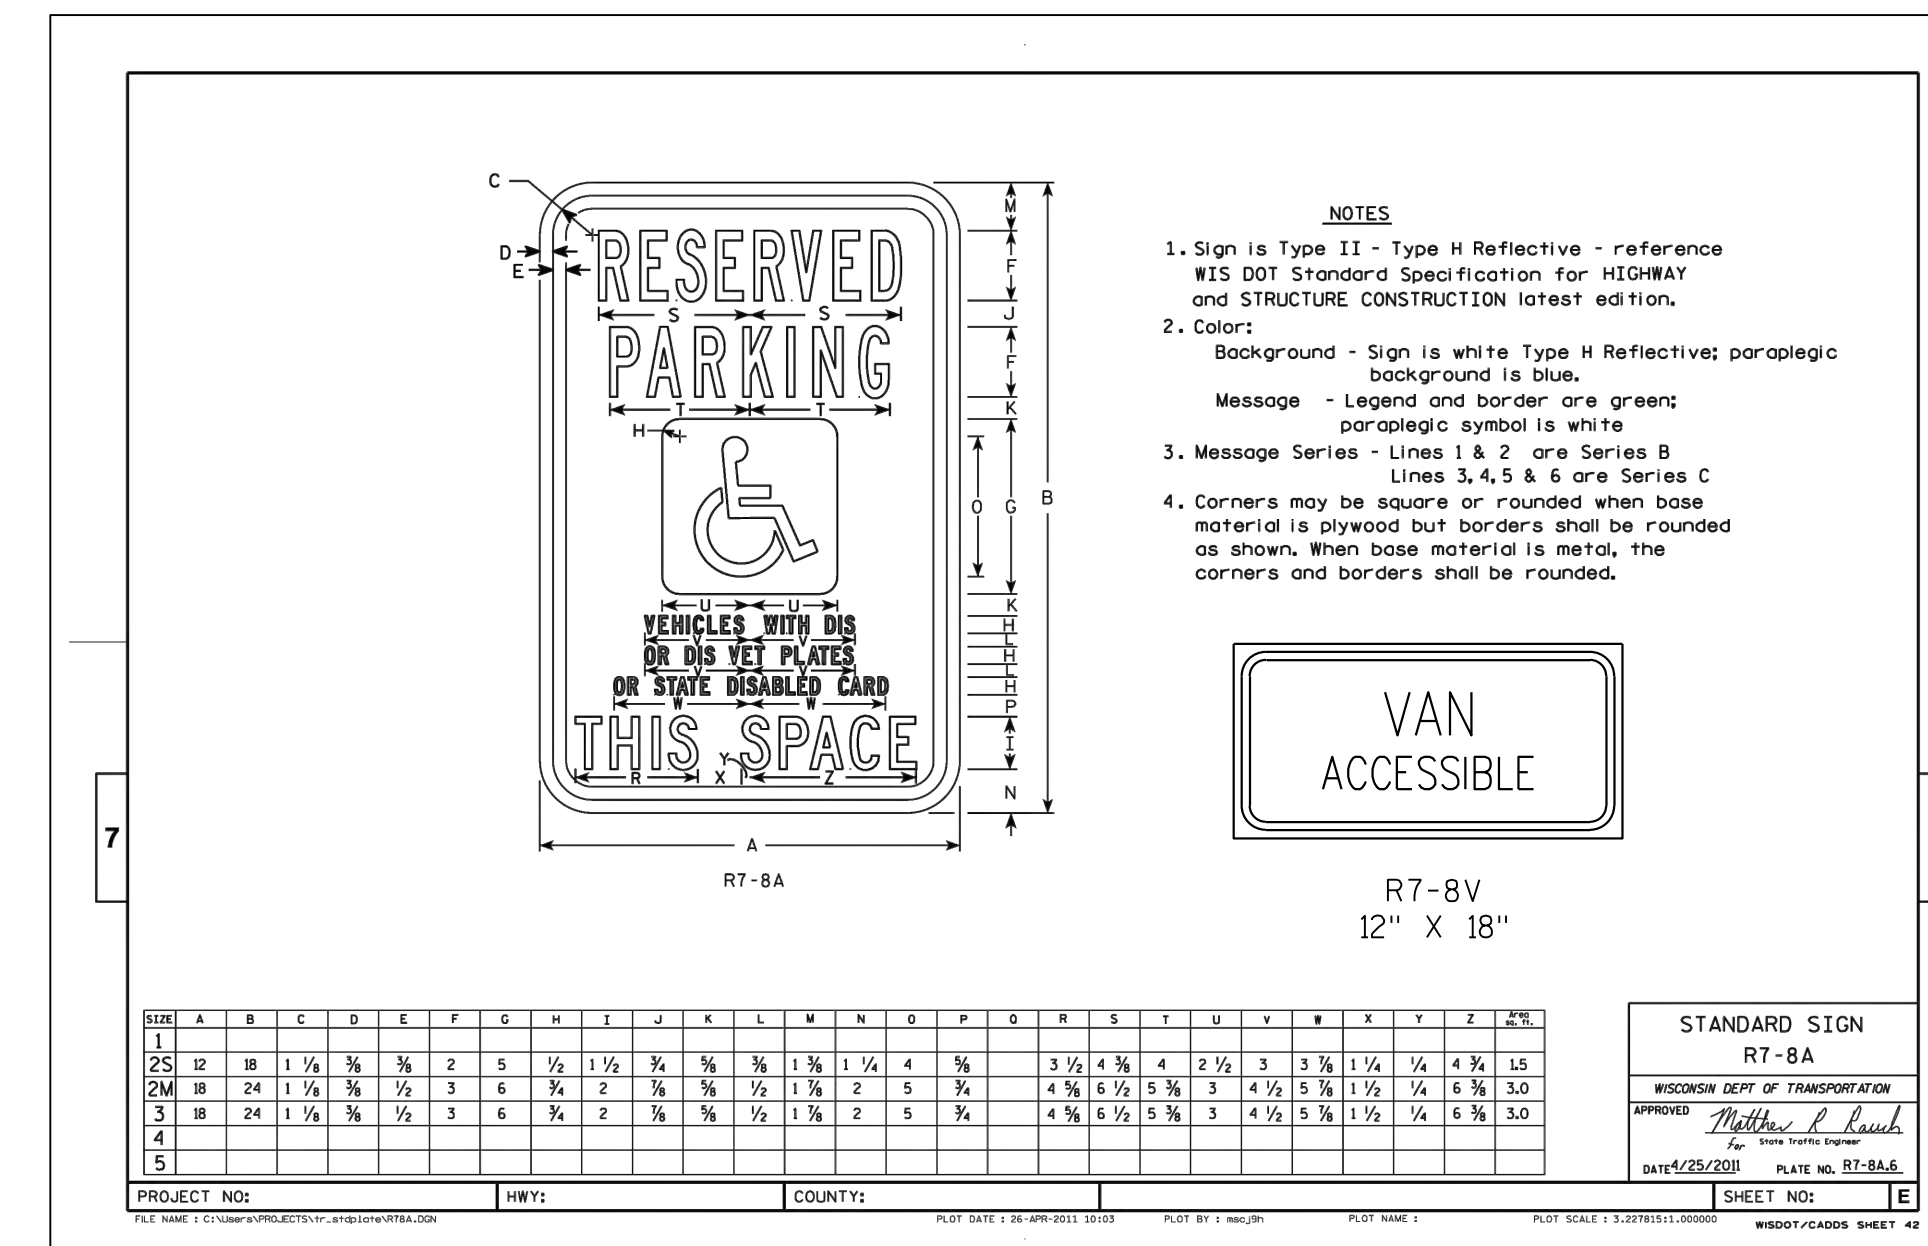 C
D
E
RESERVED
S S
PARKING
T T
H
U U
VEHICLES WITH DIS
V V
OR DIS VET PLATES
V V
OR STATE DISABLED CARD
W W
THIS SPACE
Y
R X Z
M
F
J
F
K
O G B
K
H
L
H
L
H
P
I
N
A
R7-8A
NOTES
1. Sign is Type II - Type H Reflective - reference
WIS DOT Standard Specification for HIGHWAY
and STRUCTURE CONSTRUCTION latest edition.
2. Color:
Background - Sign is white Type H Reflective; paraplegic
background is blue.
Message - Legend and border are green;
paraplegic symbol is white
3. Message Series - Lines 1 & 2 are Series B
Lines 3, 4, 5 & 6 are Series C
4. Corners may be square or rounded when base
material is plywood but borders shall be rounded
as shown. When base material is metal, the
corners and borders shall be rounded.
VAN
ACCESSIBLE
R7-8V
12" X 18"
7
SIZE A B C D E F G H I J K L M N O P Q R S T U V W X Y Z Area sq. ft.
1
2S 12 18 1 1/8 3/8 3/8 2 5 1/2 1 1/2 3/4 5/8 3/8 1 3/8 1 1/4 4 5/8 3 1/2 4 3/8 4 2 1/2 3 3 7/8 1 1/4 1/4 4 3/4 1.5
2M 18 24 1 1/8 3/8 1/2 3 6 3/4 2 7/8 5/8 1/2 1 7/8 2 5 3/4 4 5/8 6 1/2 5 3/8 3 4 1/2 5 7/8 1 1/2 1/4 6 3/8 3.0
3 18 24 1 1/8 3/8 1/2 3 6 3/4 2 7/8 5/8 1/2 1 7/8 2 5 3/4 4 5/8 6 1/2 5 3/8 3 4 1/2 5 7/8 1 1/2 1/4 6 3/8 3.0
4
5
STANDARD SIGN
R7-8A
WISCONSIN DEPT OF TRANSPORTATION
APPROVED Matthew R Rauch
for State Traffic Engineer
DATE 4/25/2011 PLATE NO. R7-8A.6
PROJECT NO: HWY: COUNTY: SHEET NO: E
FILE NAME : C:\Users\PROJECTS\tr_stdplate\R78A.DGN PLOT DATE : 26-APR-2011 10:03 PLOT BY : mscj9h PLOT NAME : PLOT SCALE : 3.227815:1.000000
WISDOT/CADDS SHEET 42